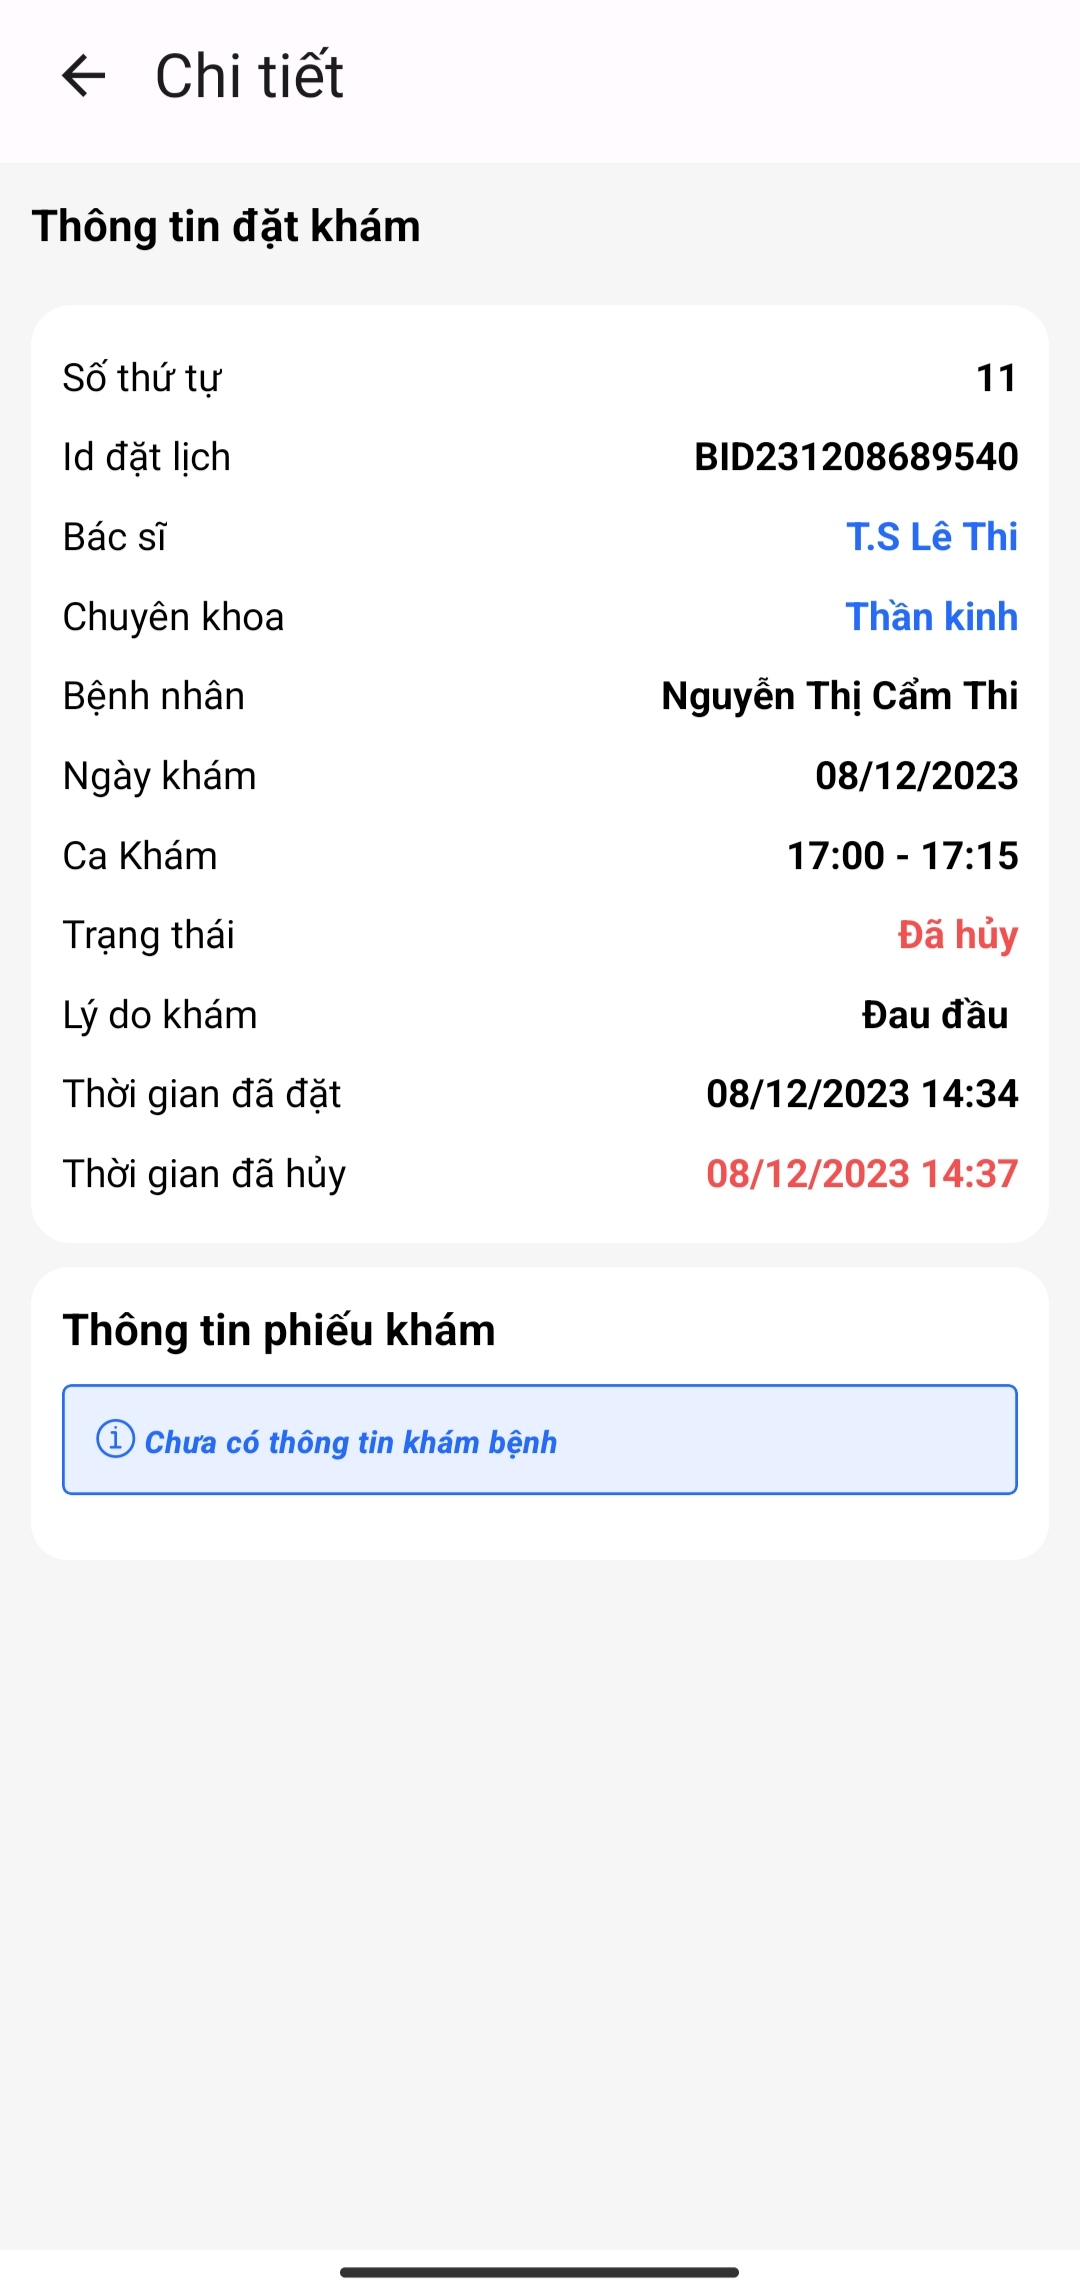 Chi tiết
Thông tin đặt khám
Số thứ tự 11
Id đặt lịch BID231208689540
Bác sĩ T.S Lê Thi
Chuyên khoa Thần kinh
Bệnh nhân Nguyễn Thị Cẩm Thi
Ngày khám 08/12/2023
Ca Khám 17:00 - 17:15
Trạng thái Đã hủy
Lý do khám Đau đầu
Thời gian đã đặt 08/12/2023 14:34
Thời gian đã hủy 08/12/2023 14:37
Thông tin phiếu khám
Chưa có thông tin khám bệnh